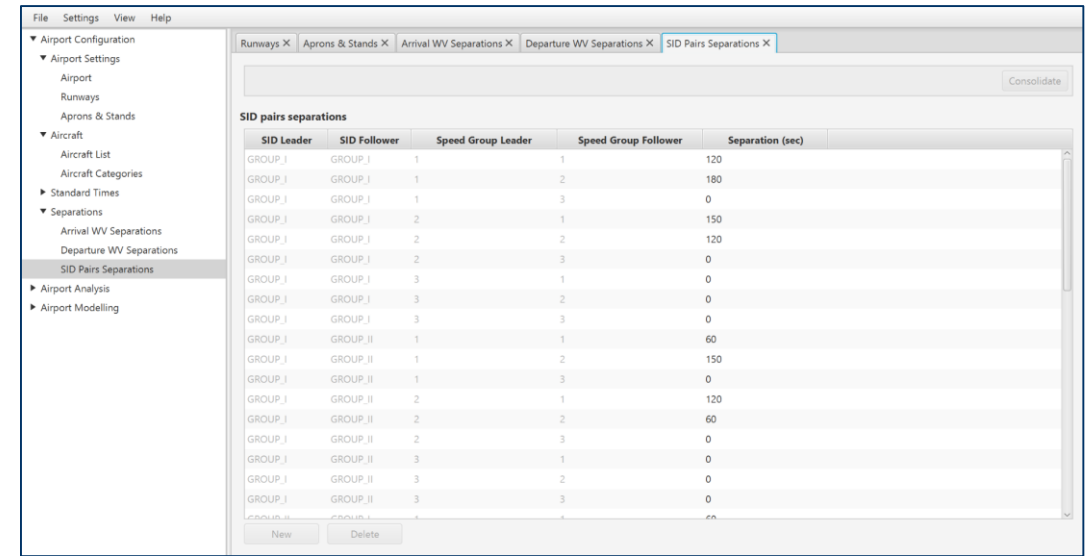 File Settings View Help
Airport Configuration
Airport Settings
Airport
Runways
Aprons & Stands
Aircraft
Aircraft List
Aircraft Categories
Standard Times
Separations
Arrival WV Separations
Departure WV Separations
SID Pairs Separations
Airport Analysis
Airport Modelling
Runways X Aprons & Stands X Arrival WV Separations X Departure WV Separations X SID Pairs Separations X
Consolidate
SID pairs separations
SID Leader SID Follower Speed Group Leader Speed Group Follower Separation (sec)
GROUP_I GROUP_I 1 1 120
GROUP_I GROUP_I 1 2 180
GROUP_I GROUP_I 1 3 0
GROUP_I GROUP_I 2 1 150
GROUP_I GROUP_I 2 2 120
GROUP_I GROUP_I 2 3 0
GROUP_I GROUP_I 3 1 0
GROUP_I GROUP_I 3 2 0
GROUP_I GROUP_I 3 3 0
GROUP_I GROUP_II 1 1 60
GROUP_I GROUP_II 1 2 150
GROUP_I GROUP_II 1 3 0
GROUP_I GROUP_II 2 1 120
GROUP_I GROUP_II 2 2 60
GROUP_I GROUP_II 2 3 0
GROUP_I GROUP_II 3 1 0
GROUP_I GROUP_II 3 2 0
GROUP_I GROUP_II 3 3 0
New Delete